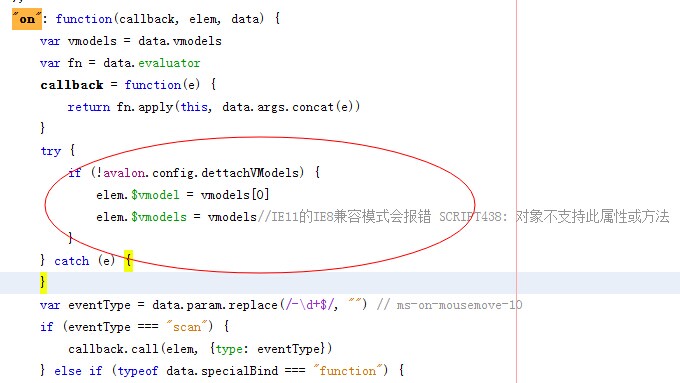 "on": function(callback, elem, data) {
var vmodels = data.vmodels
var fn = data.evaluator
callback = function(e) {
return fn.apply(this, data.args.concat(e))
}
try {
if (!avalon.config.dettachVModels) {
elem.$vmodel = vmodels[0]
elem.$vmodels = vmodels//IE11的IE8兼容模式会报错 SCRIPT438: 对象不支持此属性或方法
}
} catch (e) {
}
var eventType = data.param.replace(/-\d+$/, "") // ms-on-mousemove-10
if (eventType === "scan") {
callback.call(elem, {type: eventType})
} else if (typeof data.specialBind === "function") {